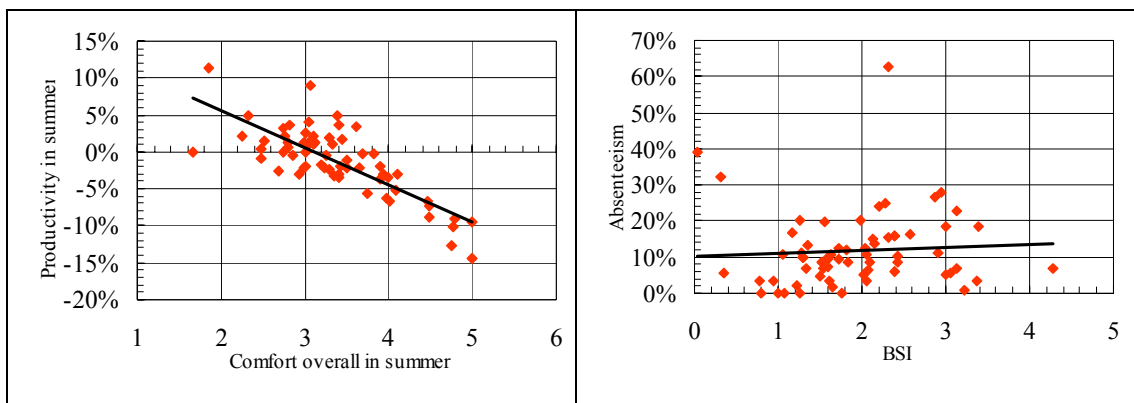 15%
10%
5%
0%
-5%
-10%
-15%
-20%
1 2 3 4 5 6
Productivity in summer
Comfort overall in summer
70%
60%
50%
40%
30%
20%
10%
0%
0 1 2 3 4 5
Absenteeism
BSI